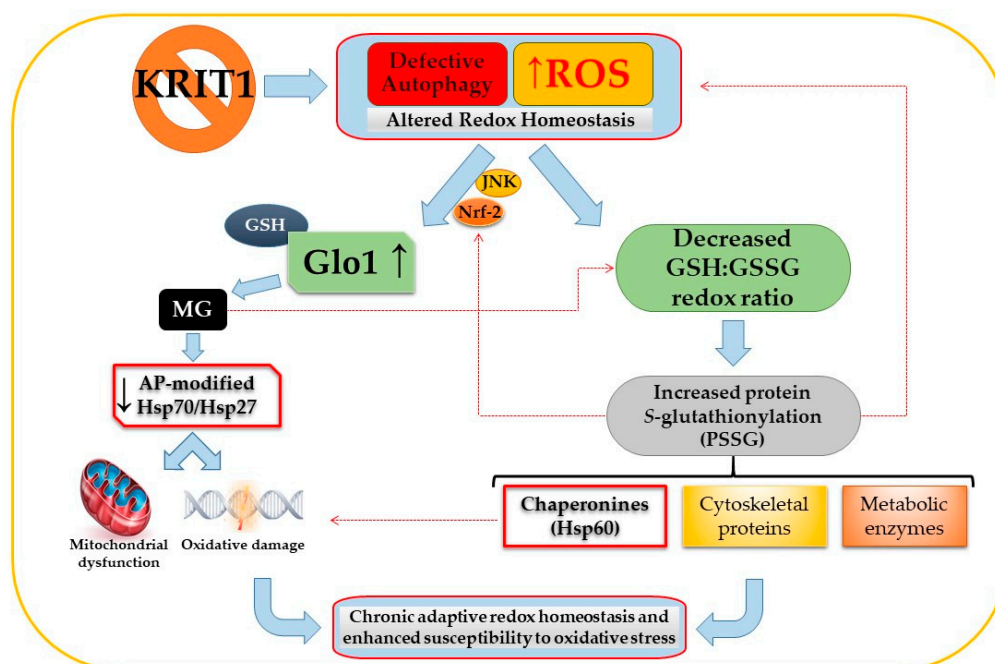 KRIT1
Defective
Autophagy
↑ROS
Altered Redox Homeostasis
JNK
Nrf-2
GSH
Glo1 ↑
Decreased
GSH:GSSG
redox ratio
MG
↓ AP-modified
Hsp70/Hsp27
Increased protein
S-glutathionylation
(PSSG)
Chaperonines
(Hsp60)
Cytoskeletal
proteins
Metabolic
enzymes
Mitochondrial
dysfunction
Oxidative damage
Chronic adaptive redox homeostasis and
enhanced susceptibility to oxidative stress